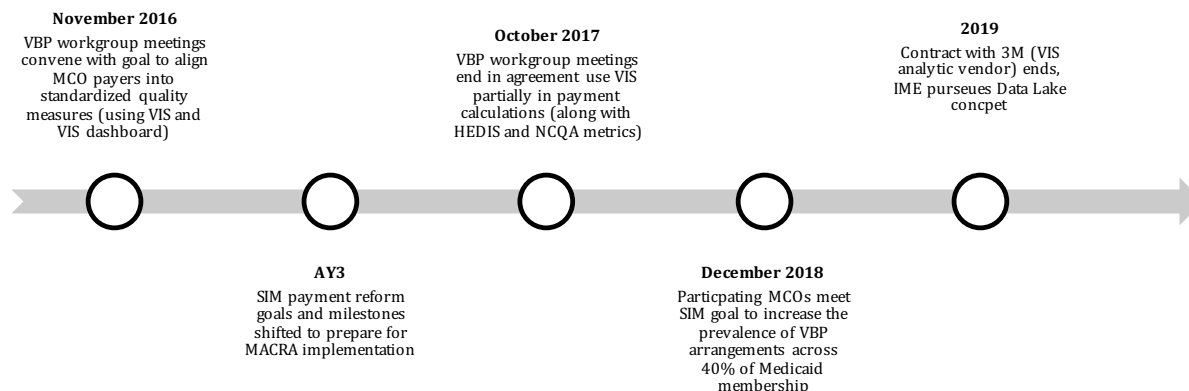 November 2016
VBP workgroup meetings
convene with goal to align
MCO payers into
standardized quality
measures (using VIS and
VIS dashboard)
AY3
SIM payment reform
goals and milestones
shifted to prepare for
MACRA implementation
October 2017
VBP workgroup meetings
end in agreement use VIS
partially in payment
calculations (along with
HEDIS and NCQA metrics)
December 2018
Particpating MCOs meet
SIM goal to increase the
prevalence of VBP
arrangements across
40% of Medicaid
membership
2019
Contract with 3M (VIS
analytic vendor) ends,
IME purseues Data Lake
concpet